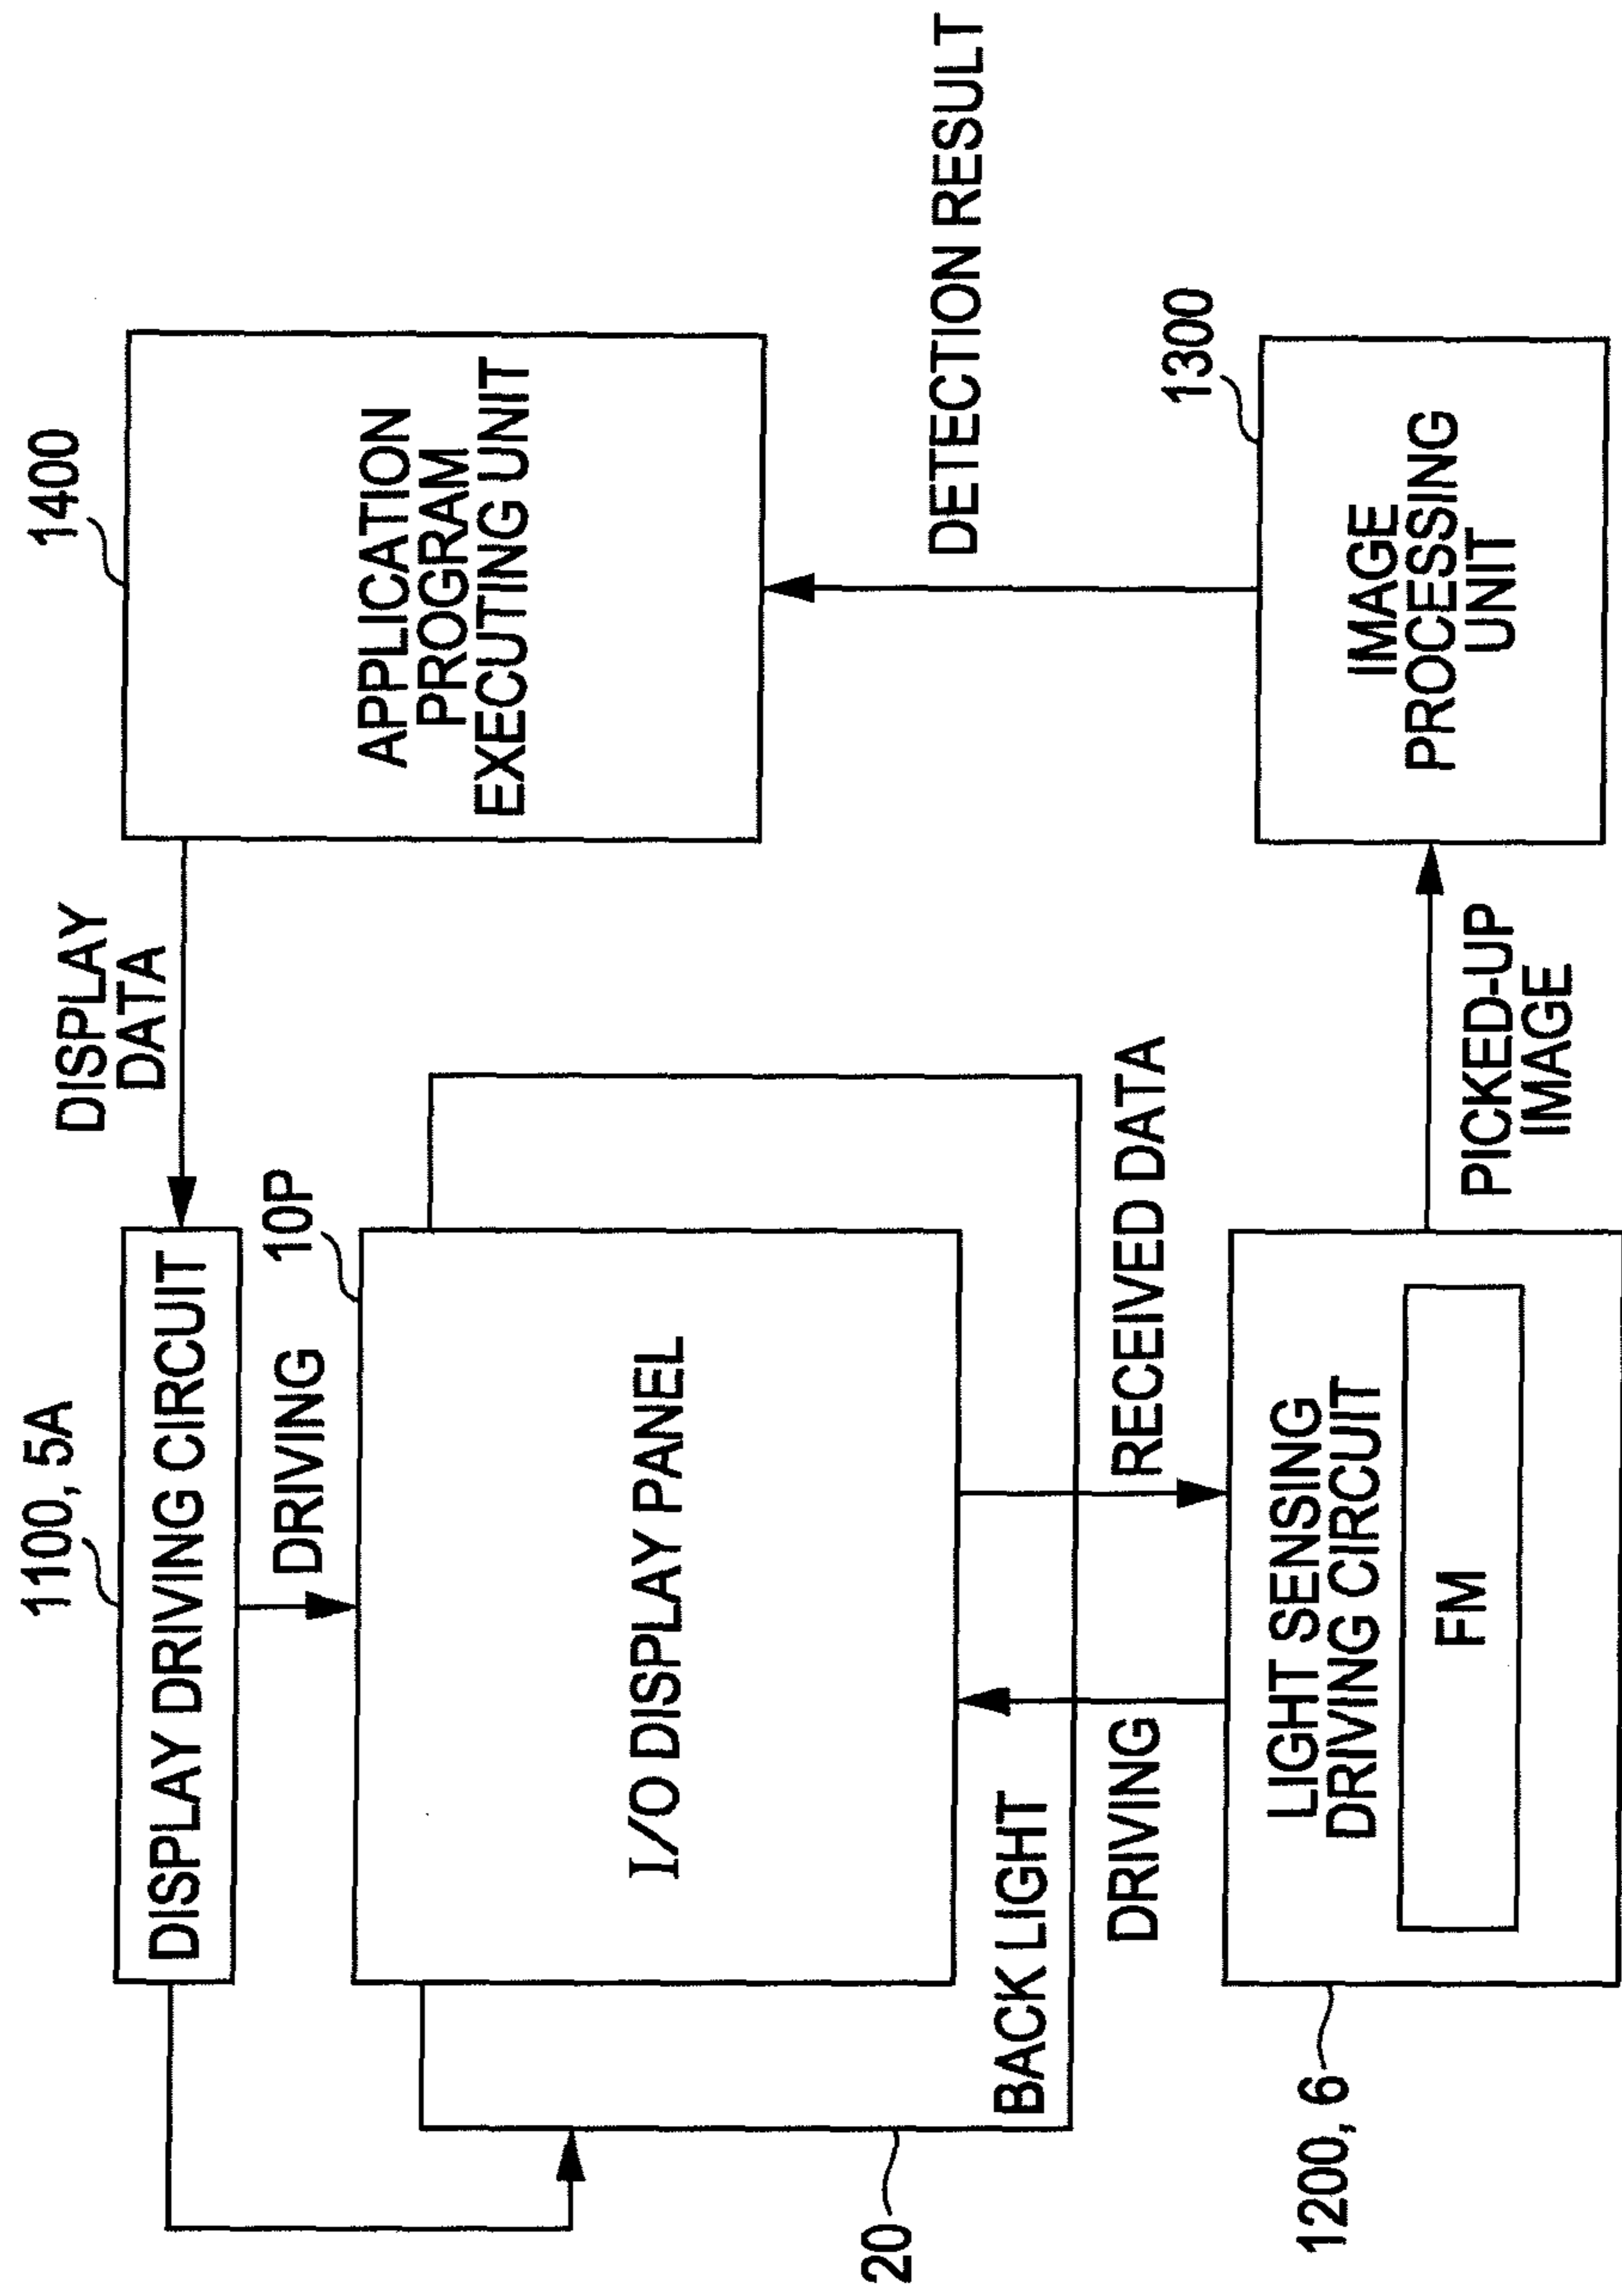 1400
APPLICATION
PROGRAM
EXECUTING UNIT
DISPLAY
DATA
1100, 5A
DISPLAY DRIVING CIRCUIT
DRIVING
10P
I/O DISPLAY PANEL
BACK LIGHT
20
DRIVING
RECEIVED DATA
1200, 6
LIGHT SENSING
DRIVING CIRCUIT
FM
PICKED-UP
IMAGE
1300
IMAGE
PROCESSING
UNIT
DETECTION RESULT